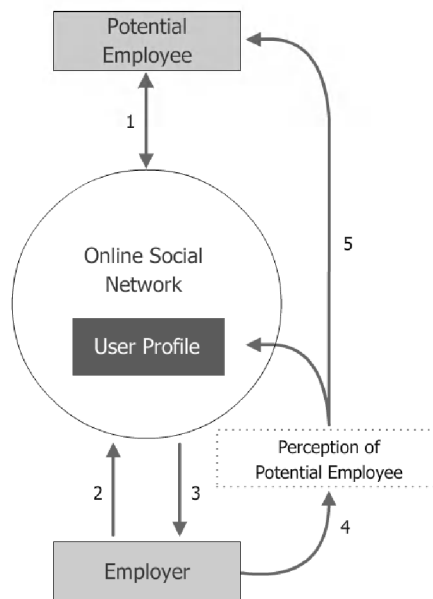 Potential
Employee
1
Online Social
Network
User Profile
5
Perception of
Potential Employee
2
3
4
Employer